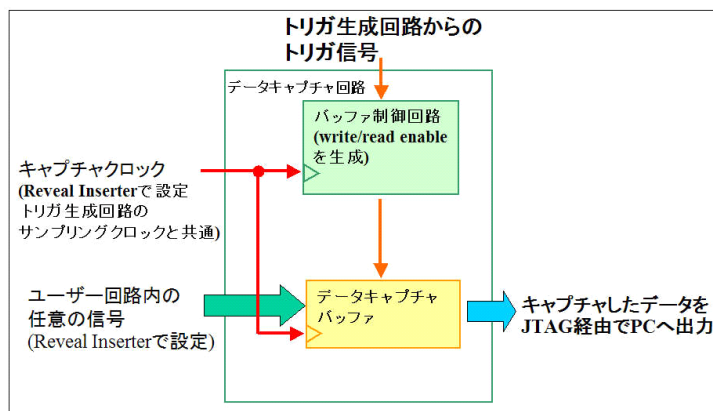 トリガ生成回路からの
トリガ信号
データキャプチャ回路
バッファ制御回路
(write/read enable
を生成)
キャプチャクロック
(Reveal Inserterで設定
トリガ生成回路の
サンプリングクロックと共通)
ユーザー回路内の
任意の信号
(Reveal Inserterで設定)
データキャプチャ
バッファ
キャプチャしたデータを
JTAG経由でPCへ出力